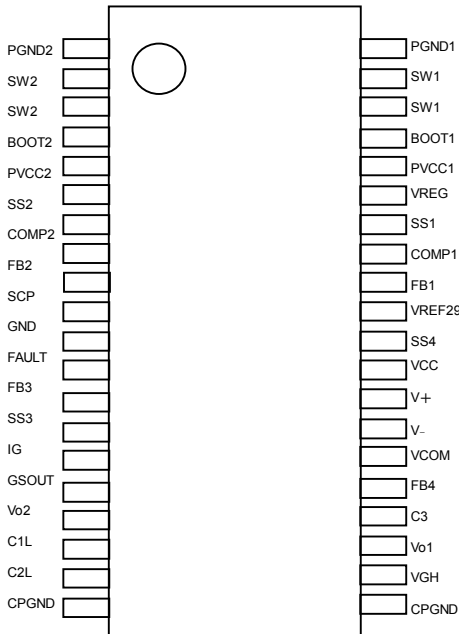 PGND2
SW2
SW2
BOOT2
PVCC2
SS2
COMP2
FB2
SCP
GND
FAULT
FB3
SS3
IG
GSOUT
Vo2
C1L
C2L
CPGND
PGND1
SW1
SW1
BOOT1
PVCC1
VREG
SS1
COMP1
FB1
VREF29
SS4
VCC
V+
V-
VCOM
FB4
C3
Vo1
VGH
CPGND